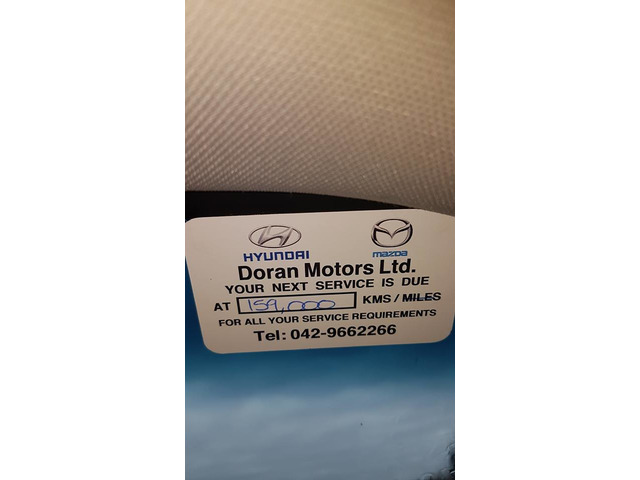 HYUNDAI mazda
Doran Motors Ltd.
YOUR NEXT SERVICE IS DUE
AT 159,000 KMS / MILES
FOR ALL YOUR SERVICE REQUIREMENTS
Tel: 042-9662266